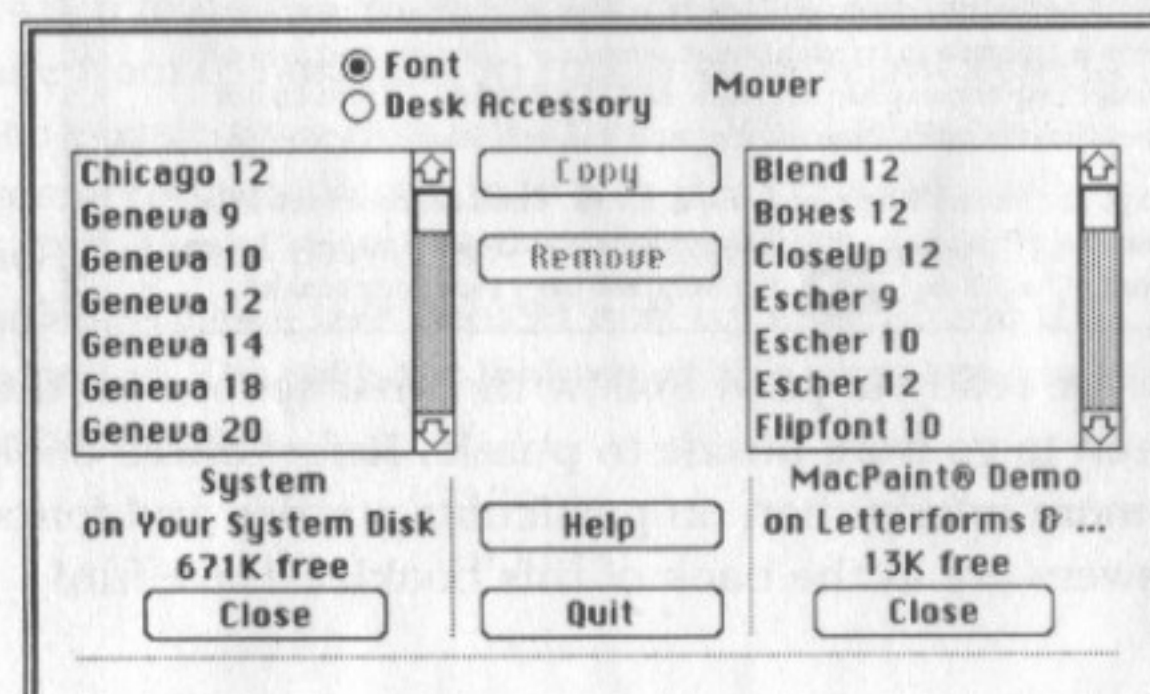 Font
Desk Accessory
Mover
Chicago 12
Geneva 9
Geneva 10
Geneva 12
Geneva 14
Geneva 18
Geneva 20
Copy
Remove
Blend 12
Boxes 12
CloseUp 12
Escher 9
Escher 10
Escher 12
Flipfont 10
System
on Your System Disk
671K free
Close
Help
Quit
MacPaint® Demo
on Letterforms & ...
13K free
Close